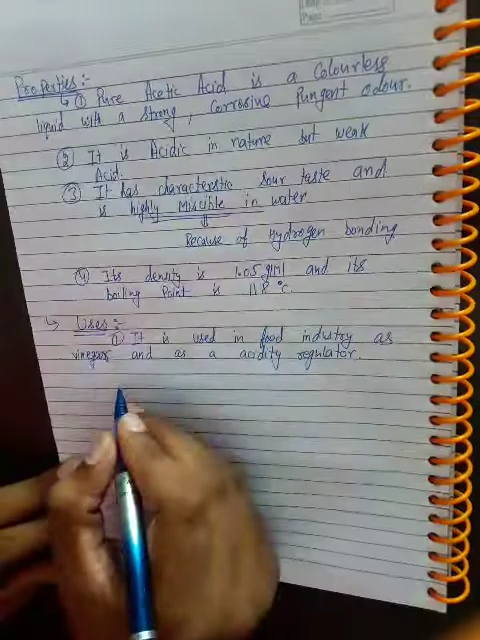 Page
Properties:-
↳ ① Pure Acetic Acid is a Colourless
liquid with a strong, Corrosive Pungent odour.
② It is Acidic in nature but weak
Acid.
③ It has characterstic sour taste and
is highly Miscible in water
⇓
Because of Hydrogen bonding
④ Its density is 1.05 g/Ml and its
boiling Point is 118 °c.
↳ Uses:-
① It is used in food industry as
vinegar and as a acidity regulator.